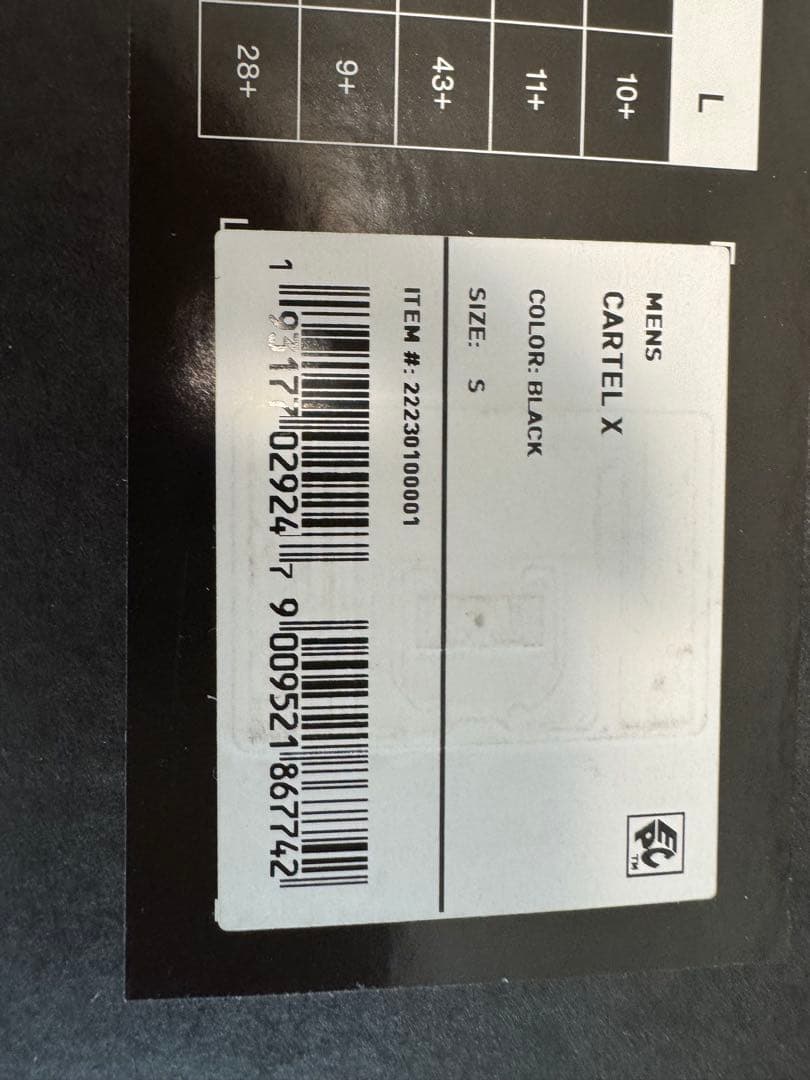 L
10+
11+
43+
9+
28+
MENS
CARTEL X
COLOR: BLACK
SIZE: S
ITEM #: 22230100001
1 93177 02924 7
9 009521 867742
ECP™